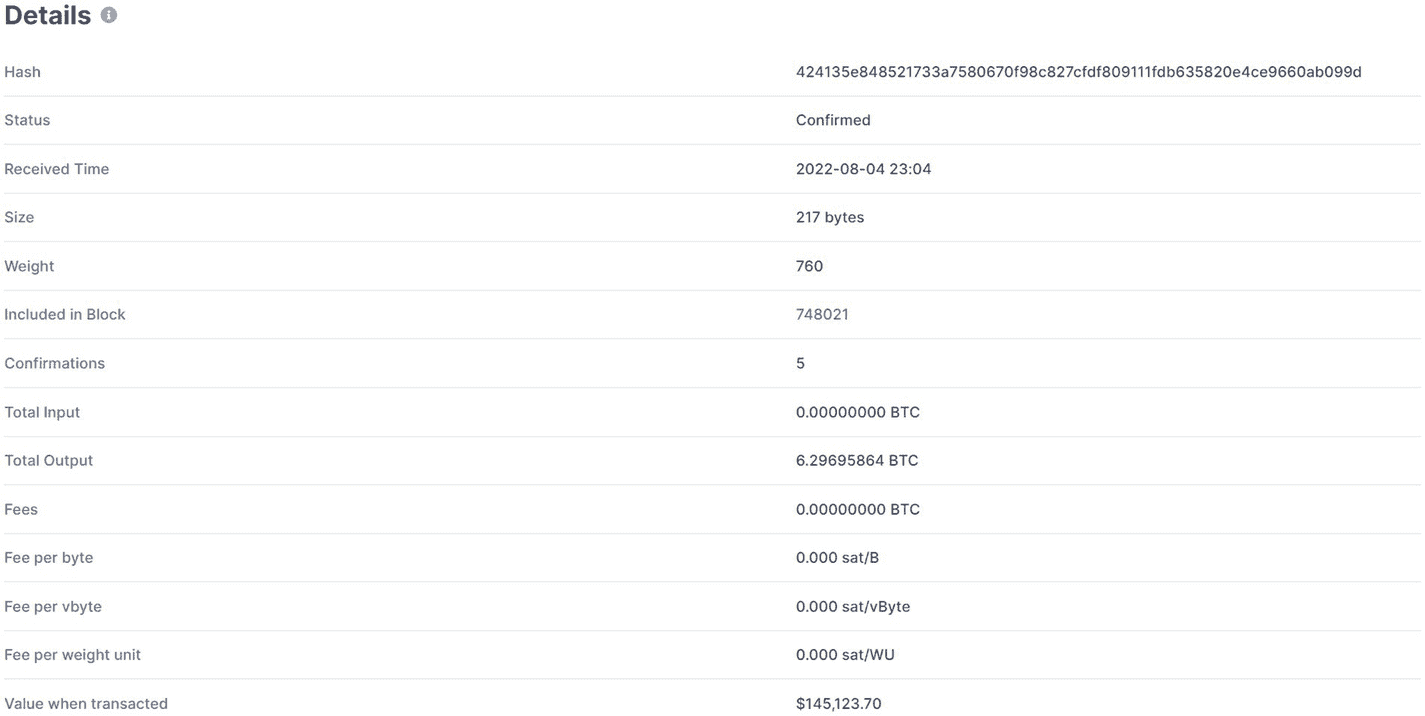 Details
Hash 424135e848521733a7580670f98c827cfdf809111fdb635820e4ce9660ab099d
Status Confirmed
Received Time 2022-08-04 23:04
Size 217 bytes
Weight 760
Included in Block 748021
Confirmations 5
Total Input 0.00000000 BTC
Total Output 6.29695864 BTC
Fees 0.00000000 BTC
Fee per byte 0.000 sat/B
Fee per vbyte 0.000 sat/vByte
Fee per weight unit 0.000 sat/WU
Value when transacted $145,123.70